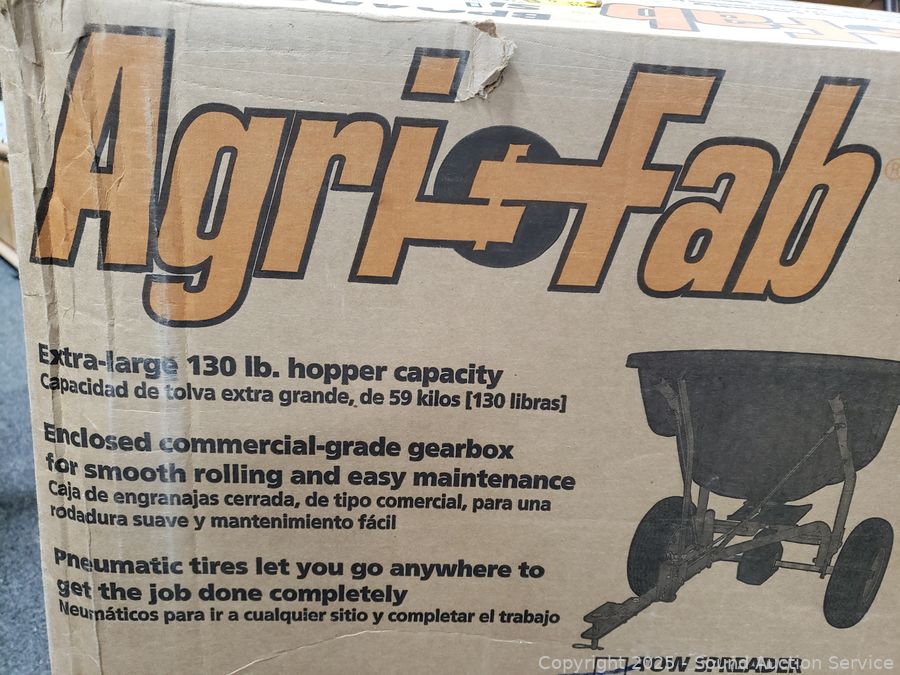 Agri-Fab®
Extra-large 130 lb. hopper capacity
Capacidad de tolva extra grande, de 59 kilos [130 libras]
Enclosed commercial-grade gearbox
for smooth rolling and easy maintenance
Caja de engranajas cerrada, de tipo comercial, para una
rodadura suave y mantenimiento fácil
Pneumatic tires let you go anywhere to
get the job done completely
Neumáticos para ir a cualquier sitio y completar el trabajo
SPREADER
Copyright 2025 - Sound Auction Service